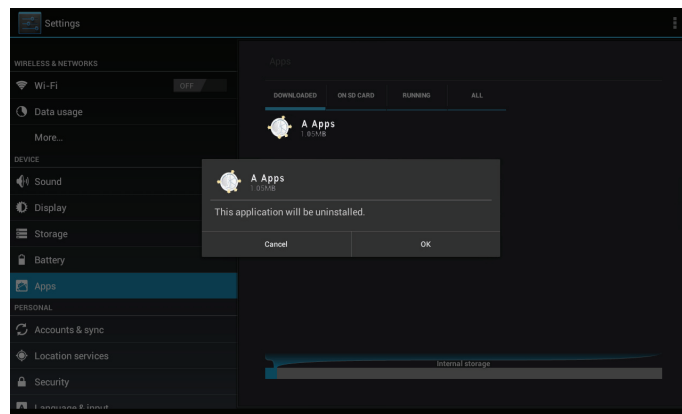 Settings
WIRELESS & NETWORKS
Wi-Fi
OFF
Data usage
More...
DEVICE
Sound
Display
Storage
Battery
Apps
PERSONAL
Accounts & sync
Location services
Security
Language & input
Apps
DOWNLOADED ON SD CARD RUNNING ALL
A Apps
1.05MB
A Apps
1.05MB
This application will be uninstalled.
Cancel OK
Internal storage